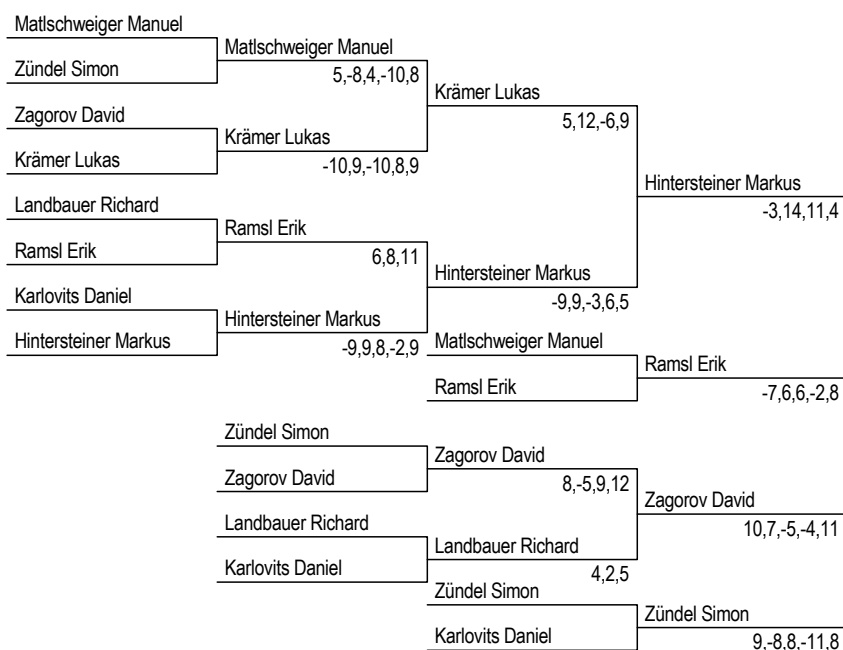 Matlschweiger Manuel
Matlschweiger Manuel
Zündel Simon
5,-8,4,-10,8
Krämer Lukas
Zagorov David
5,12,-6,9
Krämer Lukas
Krämer Lukas
-10,9,-10,8,9
Hintersteiner Markus
Landbauer Richard
-3,14,11,4
Ramsl Erik
Ramsl Erik
6,8,11
Hintersteiner Markus
Karlovits Daniel
-9,9,-3,6,5
Hintersteiner Markus
Hintersteiner Markus
-9,9,8,-2,9
Matlschweiger Manuel
Ramsl Erik
Ramsl Erik
-7,6,6,-2,8
Zündel Simon
Zagorov David
Zagorov David
8,-5,9,12
Zagorov David
Landbauer Richard
10,7,-5,-4,11
Landbauer Richard
Karlovits Daniel
4,2,5
Zündel Simon
Zündel Simon
Karlovits Daniel
9,-8,8,-11,8